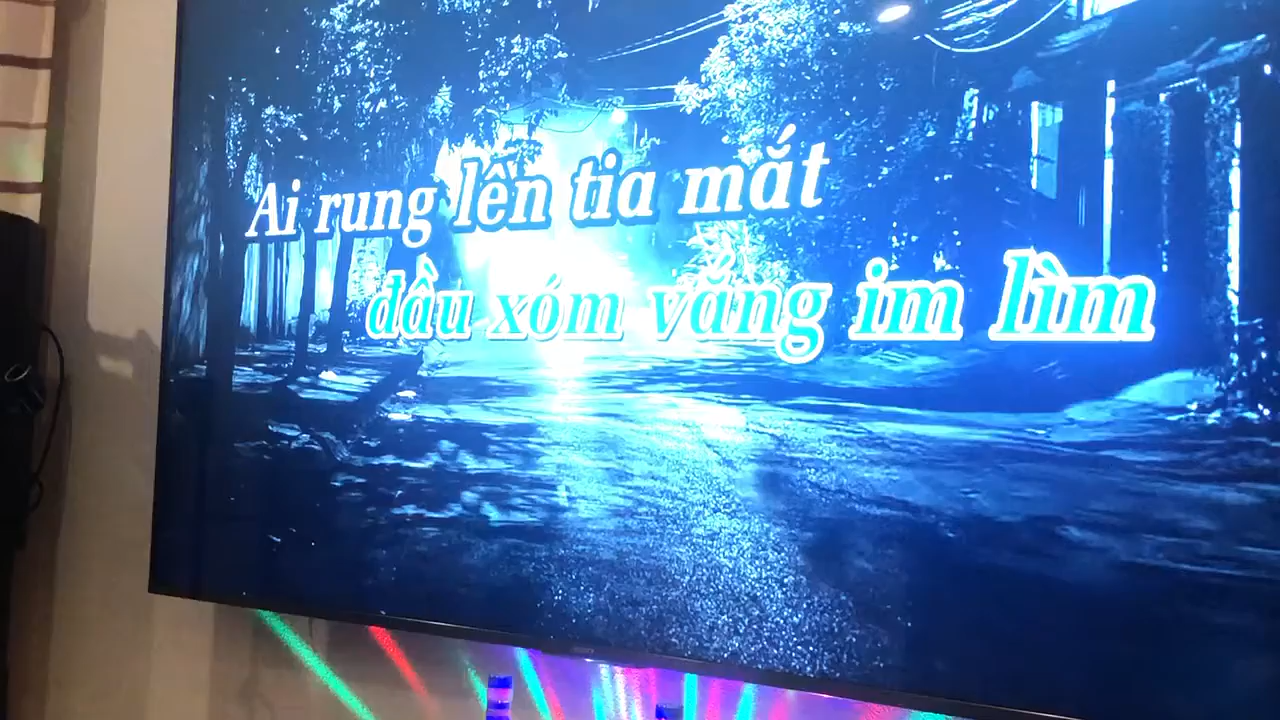 Ai rung lên tia mắt
đầu xóm vắng im lìm